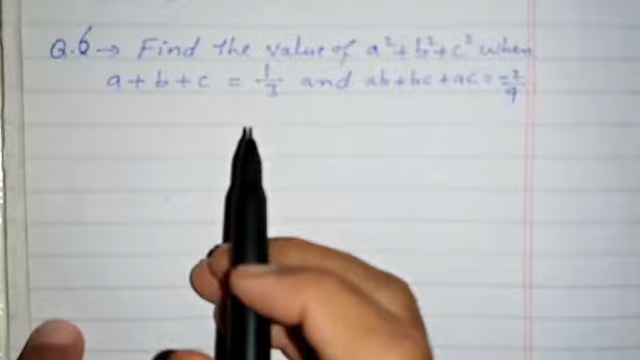 Q.6→ Find the value of a²+b²+c² when
a+b+c = 1/3 and ab+bc+ac = -2/9